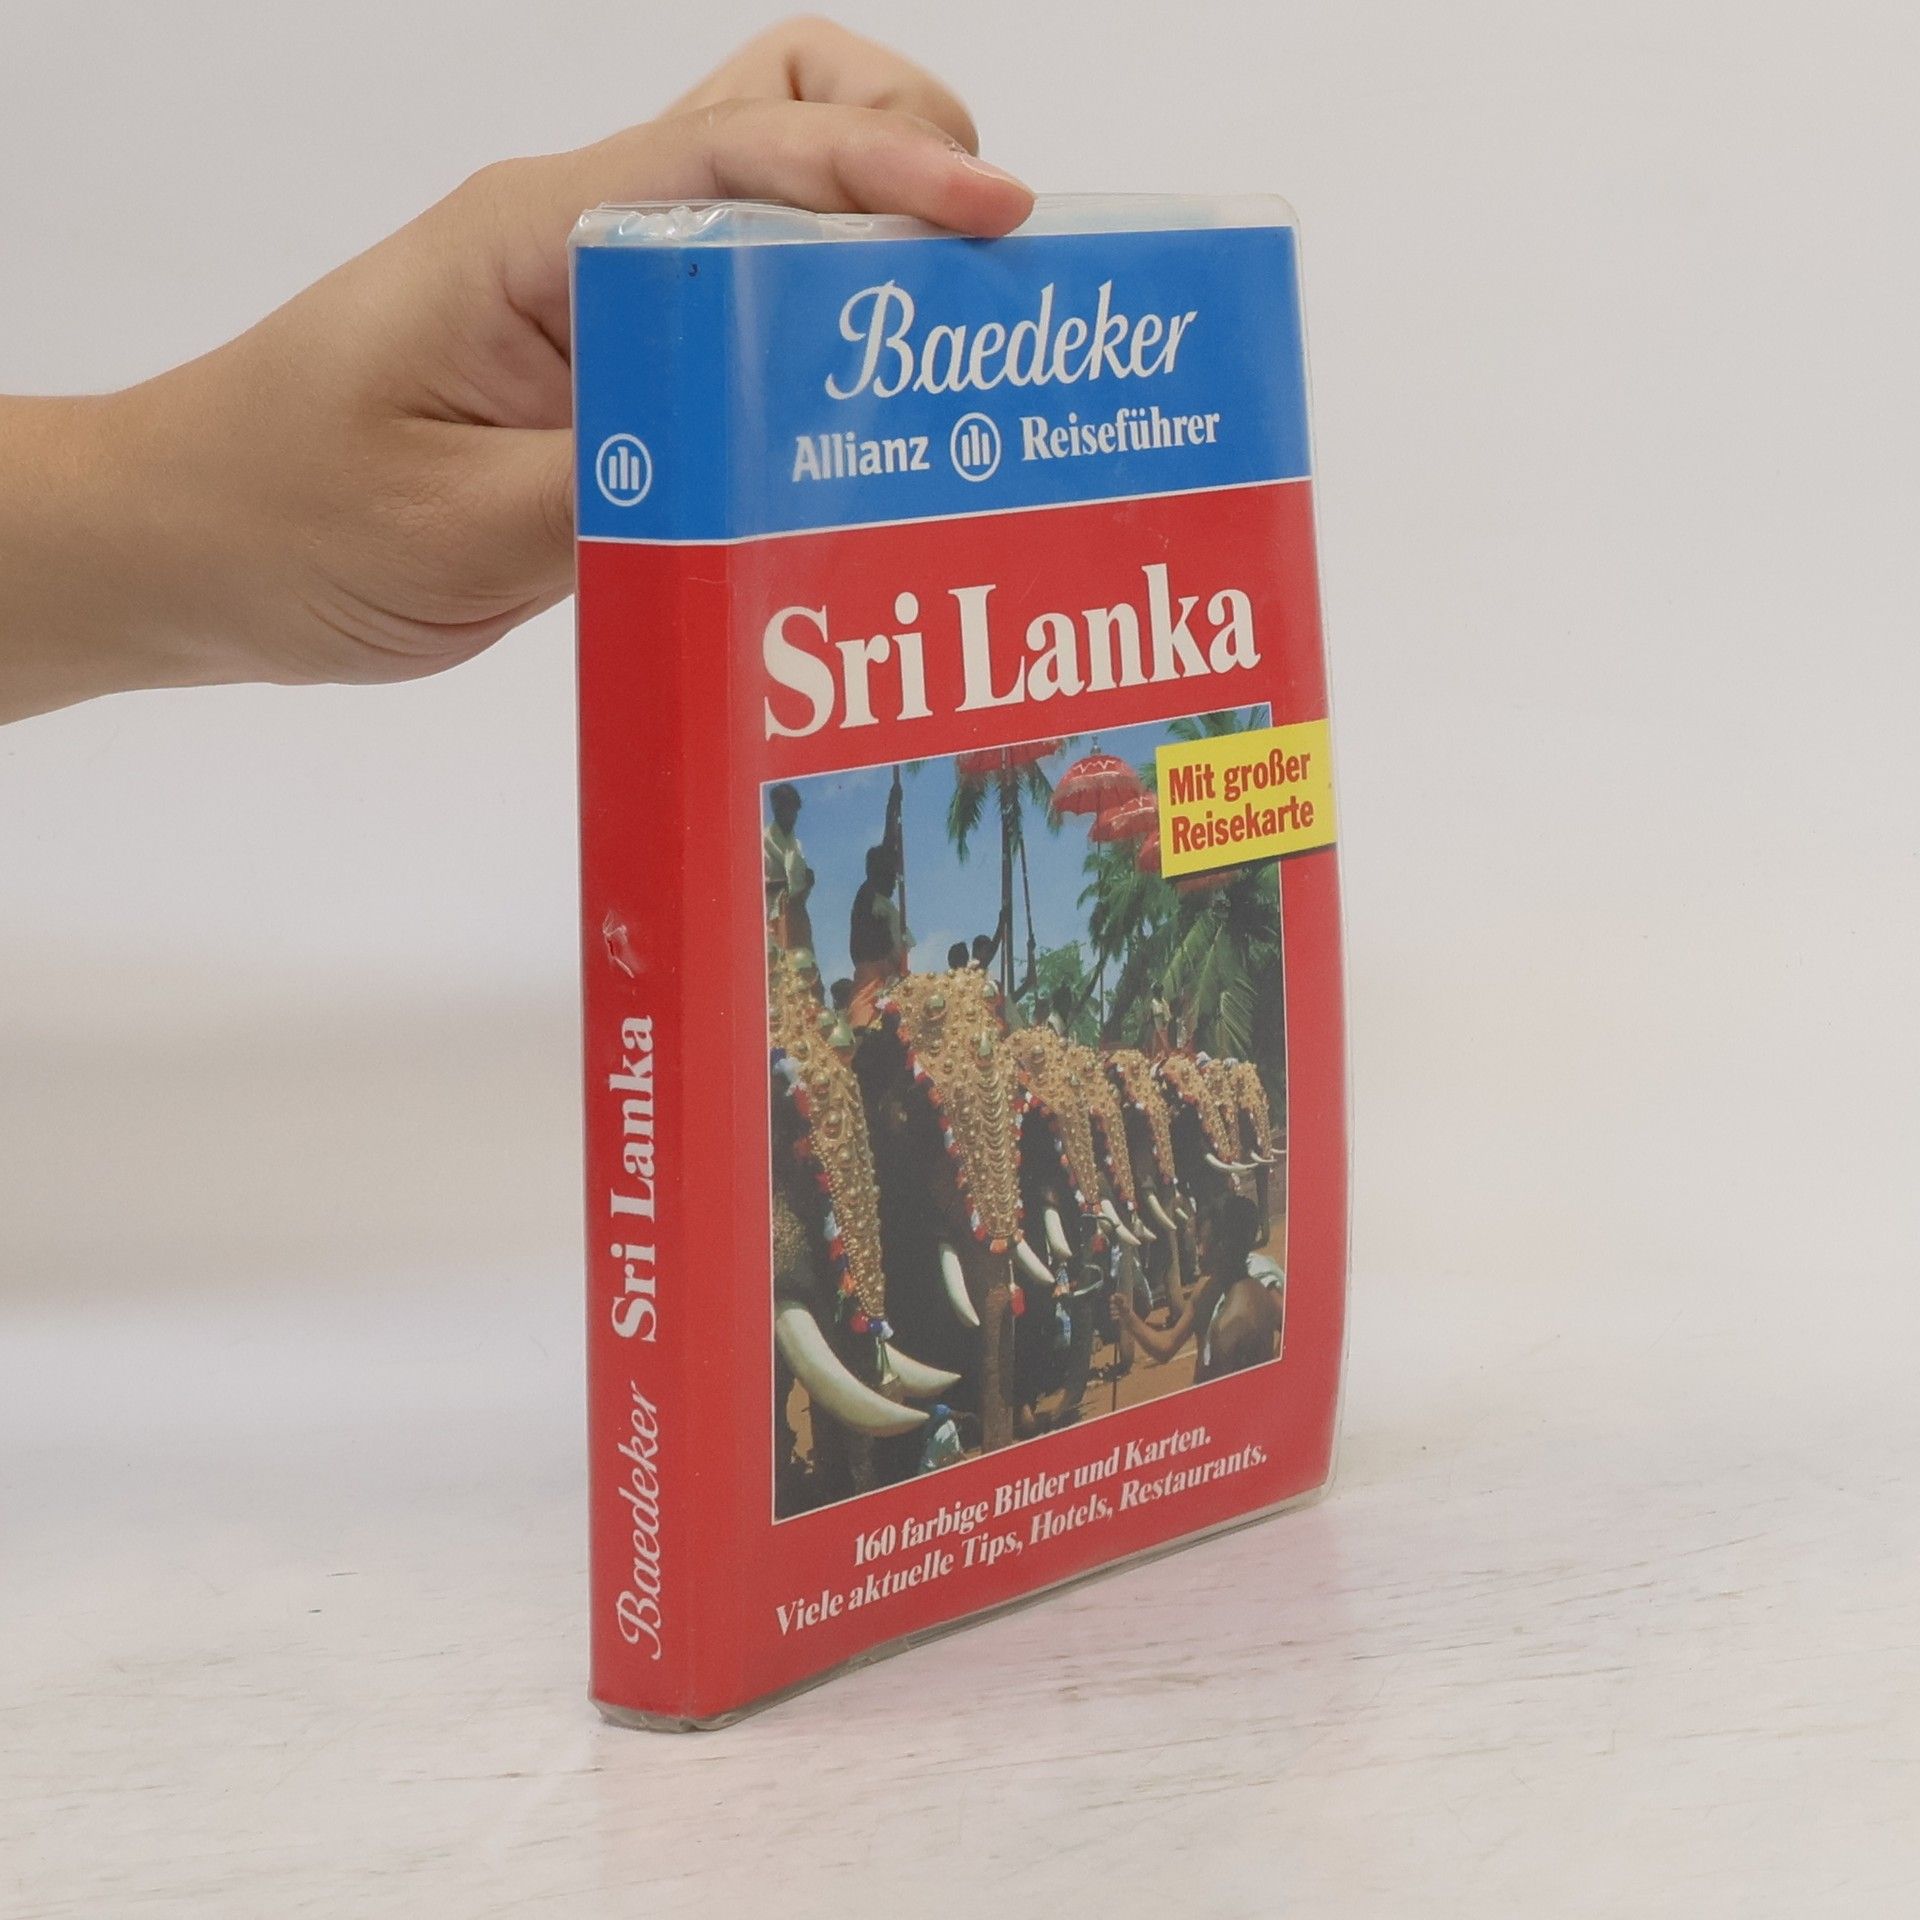 Baedeker
Allianz Reiseführer
Sri Lanka
Mit großer
Reisekarte
160 farbige Bilder und Karten.
Viele aktuelle Tips, Hotels, Restaurants.
Baedeker Sri Lanka